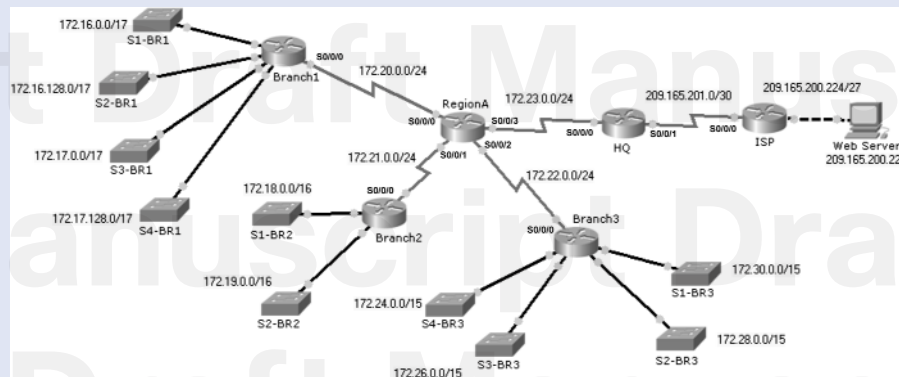 172.16.0.0/17
S1-BR1
172.16.128.0/17
S2-BR1
172.17.0.0/17
S3-BR1
172.17.128.0/17
S4-BR1
S0/0/0
Branch1
172.20.0.0/24
RegionA
S0/0/0
S0/0/3
S0/0/1
S0/0/2
172.23.0.0/24
S0/0/0
HQ
S0/0/1
209.165.201.0/30
S0/0/0
ISP
209.165.200.224/27
Web Server
172.21.0.0/24
172.18.0.0/16
S1-BR2
S0/0/0
Branch2
172.19.0.0/16
S2-BR2
172.22.0.0/24
Branch3
S0/0/0
172.24.0.0/15
S4-BR3
172.26.0.0/15
S3-BR3
172.30.0.0/15
S1-BR3
172.28.0.0/15
S2-BR3
Draft